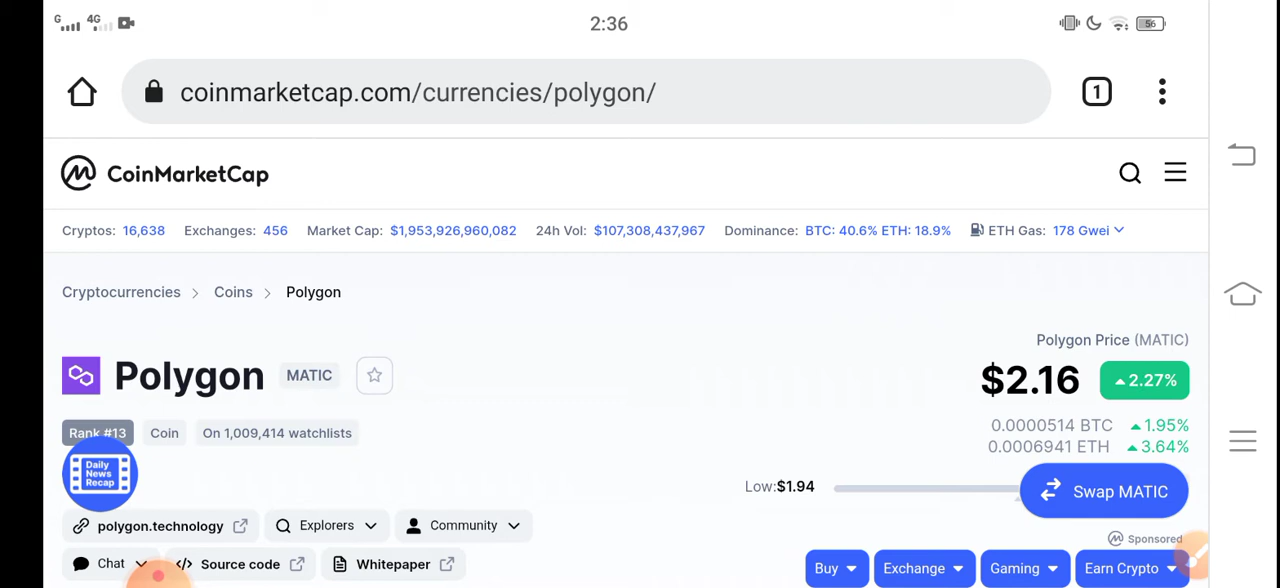 G 4G 2:36 56
coinmarketcap.com/currencies/polygon/ 1
CoinMarketCap
Cryptos: 16,638 Exchanges: 456 Market Cap: $1,953,926,960,082 24h Vol: $107,308,437,967 Dominance: BTC: 40.6% ETH: 18.9% ETH Gas: 178 Gwei
Cryptocurrencies > Coins > Polygon
Polygon Price (MATIC)
Polygon MATIC $2.16 2.27%
0.0000514 BTC 1.95%
Rank #13 Coin On 1,009,414 watchlists
0.0006941 ETH 3.64%
Daily
News
Recap
Low:$1.94 Swap MATIC
polygon.technology Explorers Community
Sponsored
Chat Source code Whitepaper
Buy Exchange Gaming Earn Crypto